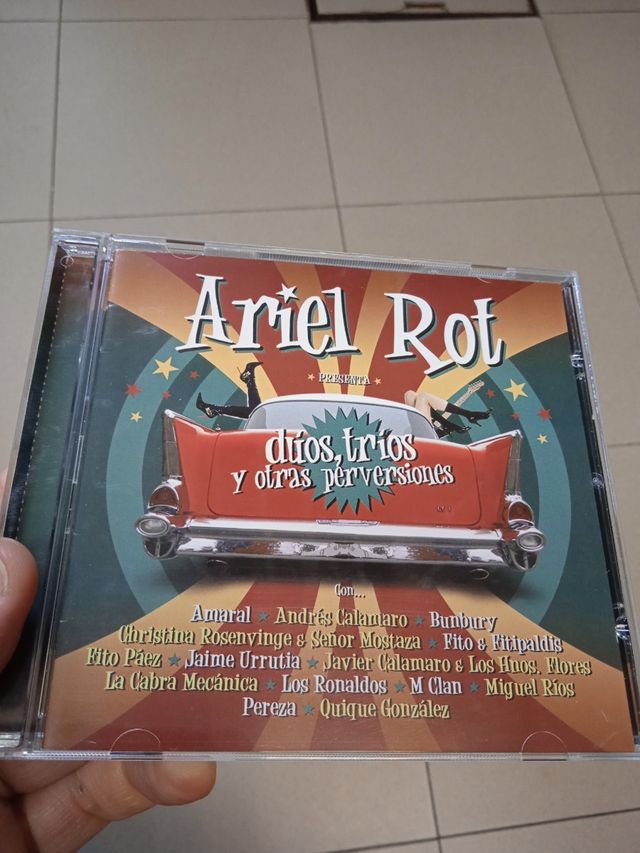 Ariel Rot
PRESENTA
dúos, tríos
y otras perversiones
Con...
Amaral ★ Andrés Calamaro ★ Bunbury
Christina Rosenvinge & Señor Mostaza ★ Fito & Fitipaldis
Fito Páez ★ Jaime Urrutia ★ Javier Calamaro & Los Hnos. Flores
La Cabra Mecánica ★ Los Ronaldos ★ M Clan ★ Miguel Ríos
Pereza ★ Quique González